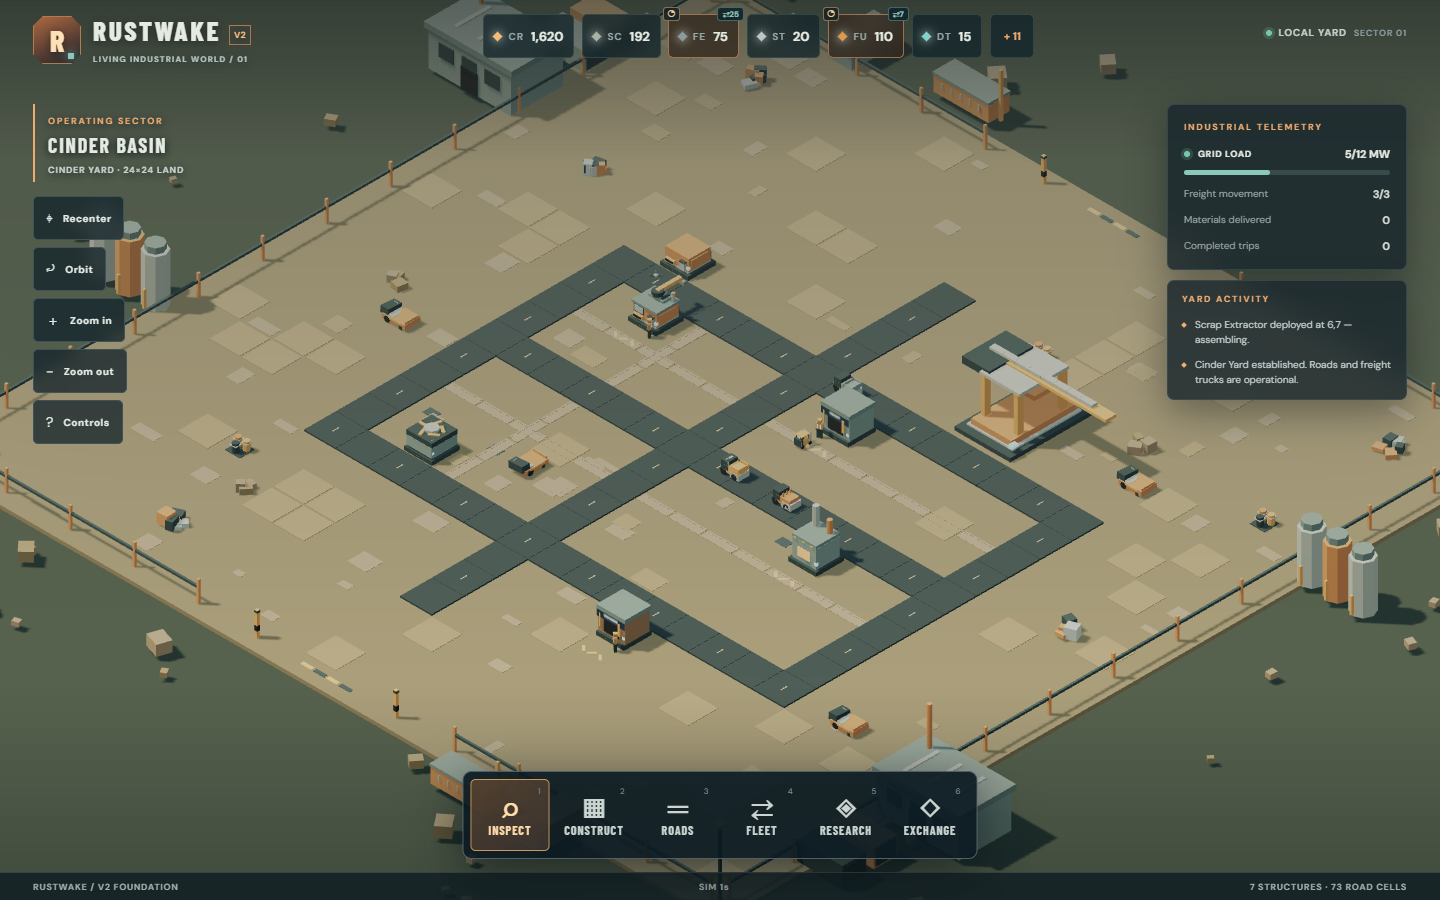 R RUSTWAKE V2
LIVING INDUSTRIAL WORLD / 01
CR 1,620
SC 192
FE 75
⇄25
ST 20
FU 110
⇄7
DT 15
+ 11
LOCAL YARD SECTOR 01
OPERATING SECTOR
CINDER BASIN
CINDER YARD · 24×24 LAND
Recenter
Orbit
+ Zoom in
− Zoom out
? Controls
INDUSTRIAL TELEMETRY
GRID LOAD 5/12 MW
Freight movement 3/3
Materials delivered 0
Completed trips 0
YARD ACTIVITY
Scrap Extractor deployed at 6,7 —
assembling.
Cinder Yard established. Roads and freight
trucks are operational.
1 INSPECT
2 CONSTRUCT
3 ROADS
4 FLEET
5 RESEARCH
6 EXCHANGE
RUSTWAKE / V2 FOUNDATION
SIM 1s
7 STRUCTURES · 73 ROAD CELLS